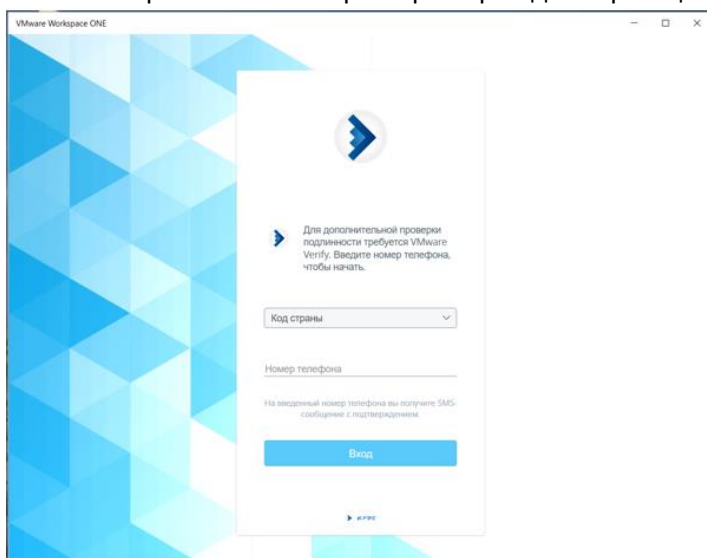 VMware Workspace ONE
Для дополнительной проверки
подлинности требуется VMware
Verify. Введите номер телефона,
чтобы начать.
Код страны
Номер телефона
На введенный номер телефона вы получите SMS-
сообщение с подтверждением.
Вход